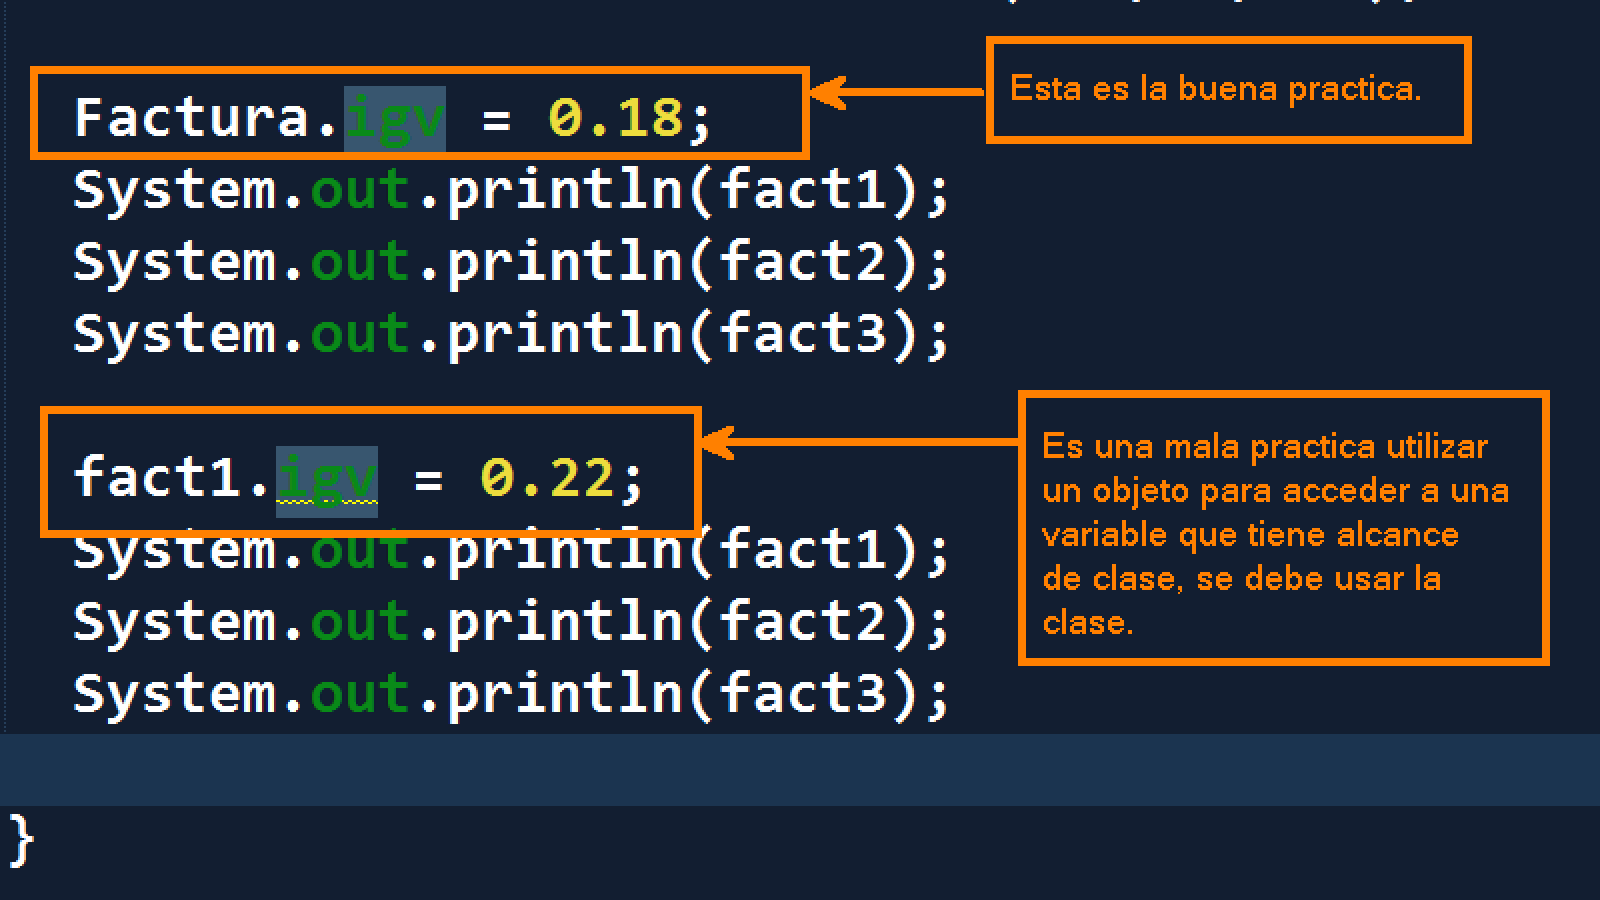 Factura.igv = 0.18;
Esta es la buena practica.
System.out.println(fact1);
System.out.println(fact2);
System.out.println(fact3);
fact1.igv = 0.22;
Es una mala practica utilizar
un objeto para acceder a una
variable que tiene alcance
de clase, se debe usar la
clase.
System.out.println(fact1);
System.out.println(fact2);
System.out.println(fact3);
}